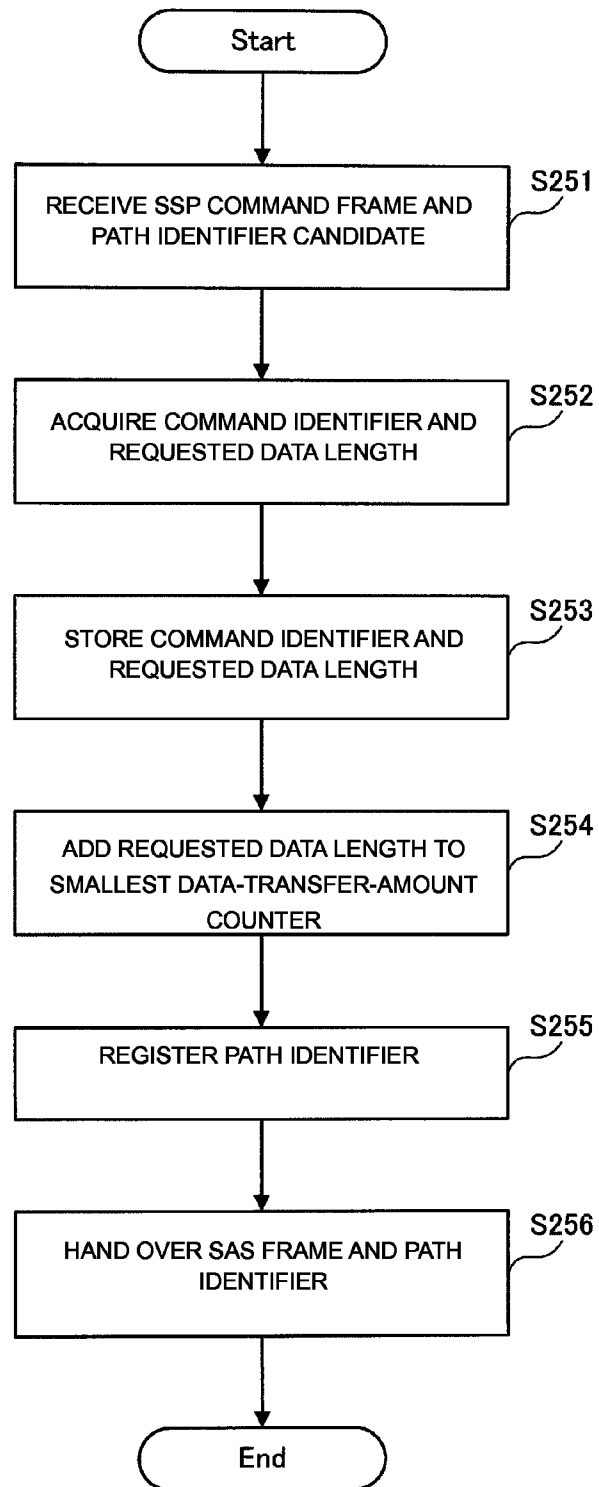 Start
S251
RECEIVE SSP COMMAND FRAME AND
PATH IDENTIFIER CANDIDATE
S252
ACQUIRE COMMAND IDENTIFIER AND
REQUESTED DATA LENGTH
S253
STORE COMMAND IDENTIFIER AND
REQUESTED DATA LENGTH
S254
ADD REQUESTED DATA LENGTH TO
SMALLEST DATA-TRANSFER-AMOUNT
COUNTER
S255
REGISTER PATH IDENTIFIER
S256
HAND OVER SAS FRAME AND PATH
IDENTIFIER
End